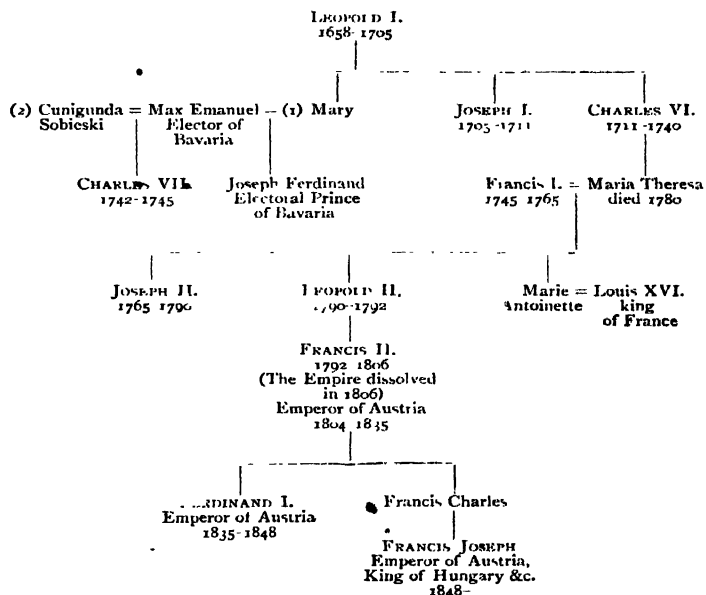 LEOPOLD I.
1658-1705
(2) Cunigunda = Max Emanuel – (1) Mary
Sobieski
Elector of
Bavaria
JOSEPH I.
1705-1711
CHARLES VI.
1711-1740
CHARLES VII.
1742-1745
Joseph Ferdinand
Electoral Prince
of Bavaria
Francis I. = Maria Theresa
1745 1765
died 1780
JOSEPH II.
1765 1790
LEOPOLD II.
1790-1792
Marie = Louis XVI.
Antoinette
king
of France
FRANCIS II.
1792 1806
(The Empire dissolved
in 1806)
Emperor of Austria
1804 1835
FERDINAND I.
Emperor of Austria
1835-1848
Francis Charles
FRANCIS JOSEPH
Emperor of Austria,
King of Hungary &c.
1848-